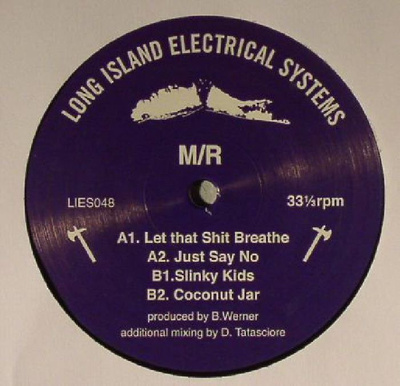 LONG ISLAND ELECTRICAL SYSTEMS
M/R
LIES048
33⅓rpm
A1. Let that Shit Breathe
A2. Just Say No
B1.Slinky Kids
B2. Coconut Jar
produced by B.Werner
additional mixing by D. Tatasciore